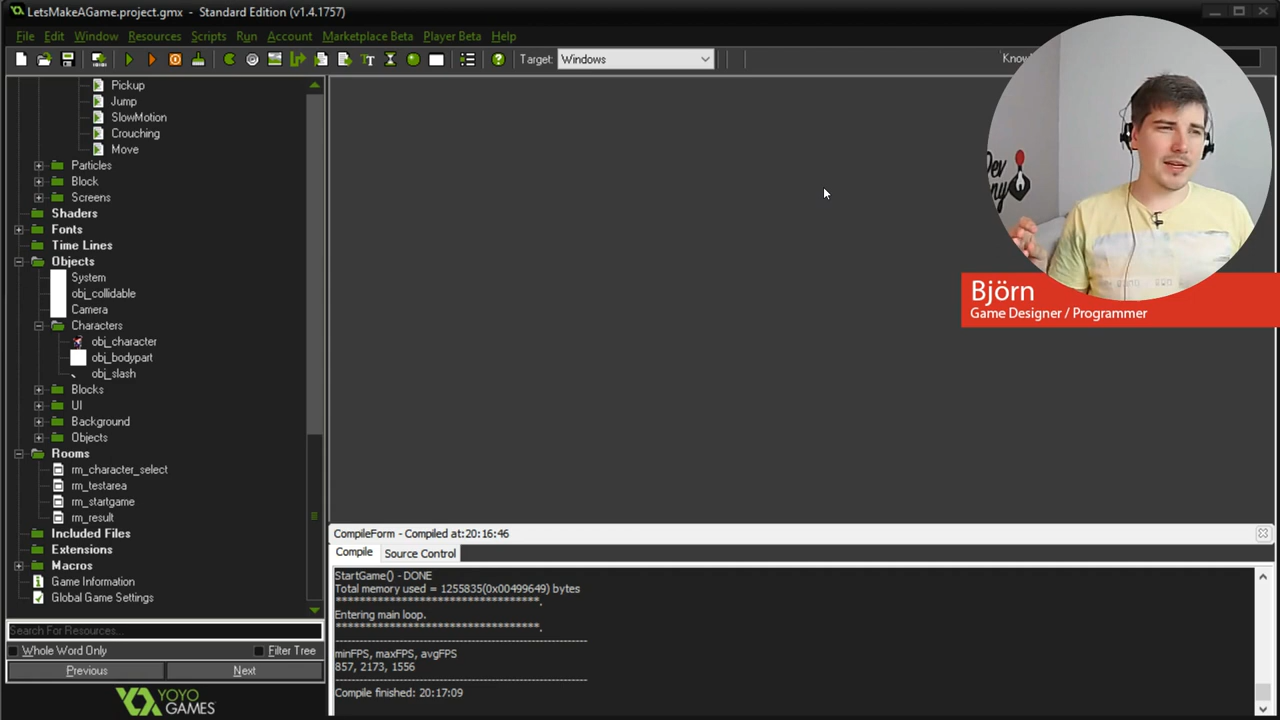 LetsMakeAGame.project.gmx - Standard Edition (v1.4.1757)
File Edit Window Resources Scripts Run Account Marketplace Beta Player Beta Help
Target: Windows
Pickup
Jump
SlowMotion
Crouching
Move
Particles
Block
Screens
Shaders
Fonts
Time Lines
Objects
System
obj_collidable
Camera
Characters
obj_character
obj_bodypart
obj_slash
Blocks
UI
Background
Objects
Rooms
rm_character_select
rm_testarea
rm_startgame
rm_result
Included Files
Extensions
Macros
Game Information
Global Game Settings
Search For Resources...
Whole Word Only Filter Tree
Previous Next
YOYO
GAMES
Björn
Game Designer / Programmer
CompileForm - Compiled at:20:16:46
Compile Source Control
StartGame() - DONE
Total memory used = 1255835(0x00499649) bytes
**********************************.
Entering main loop.
**********************************.
minFPS, maxFPS, avgFPS
857, 2173, 1556
Compile finished: 20:17:09